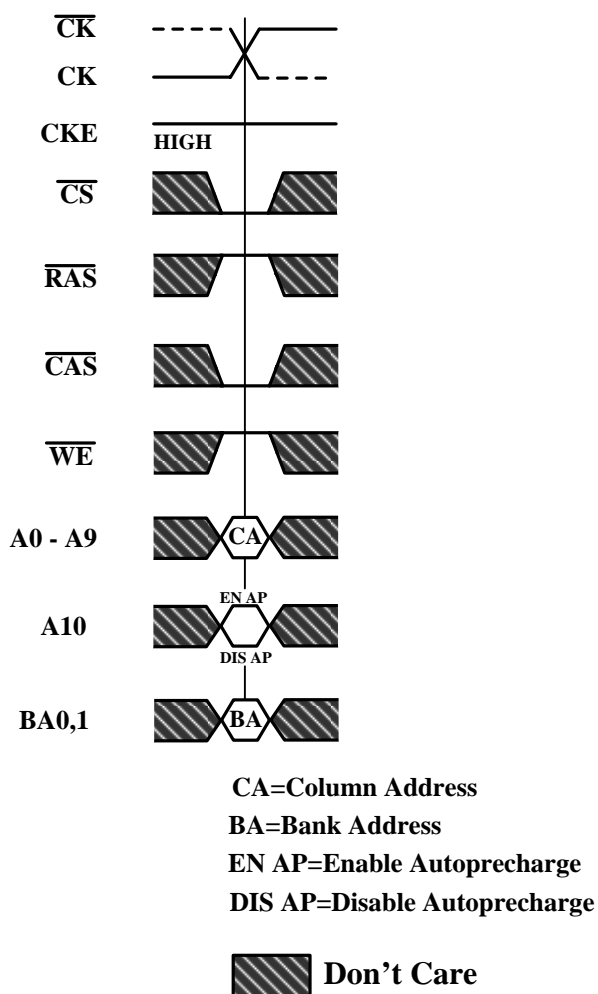 CK
CK
CKE
HIGH
CS
RAS
CAS
WE
A0 - A9
CA
EN AP
A10
DIS AP
BA0,1
BA
CA=Column Address
BA=Bank Address
EN AP=Enable Autoprecharge
DIS AP=Disable Autoprecharge
Don't Care